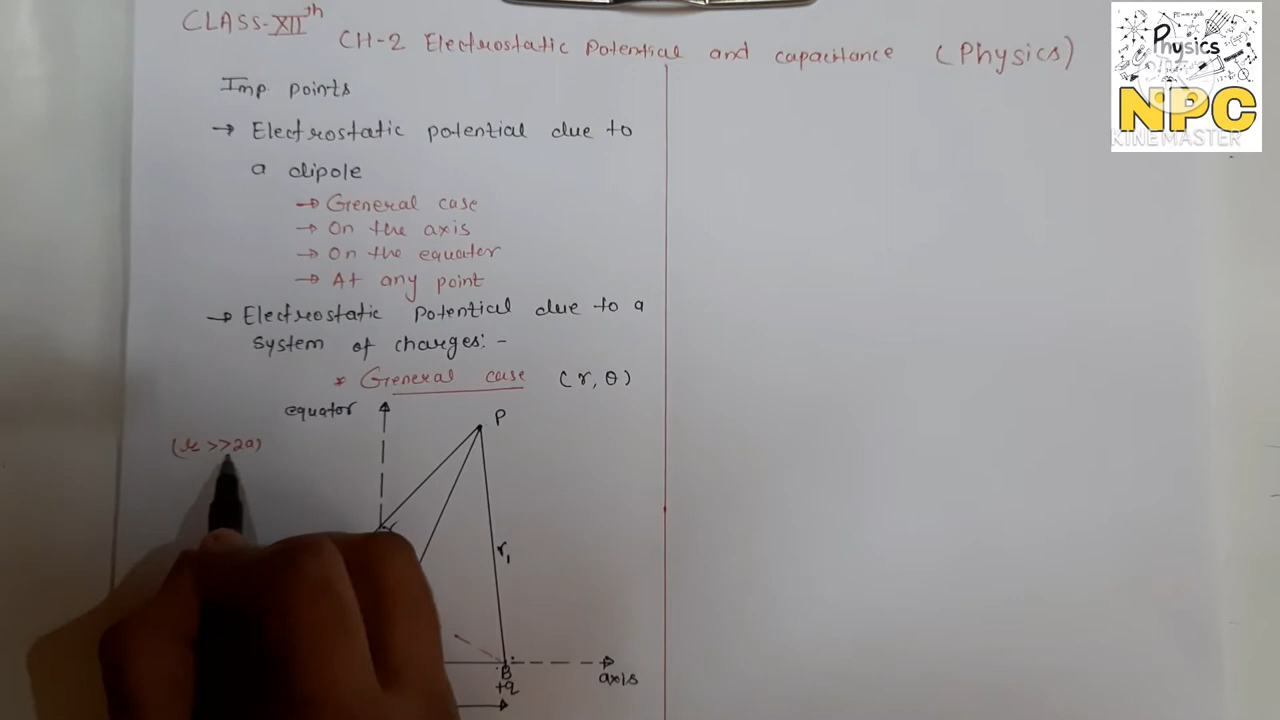 CLASS-XIIth
CH-2 Electrostatic Potential and capacitance (Physics)
Physics
NPC
KINEMASTER
Imp points
→ Electrostatic potential due to
a dipole
→ General case
→ On the axis
→ On the equator
→ At any point
→ Electrostatic Potential due to a
system of charges:-
* General case (r, θ)
equator
P
(r >>2a)
r₁
B
+q
axis